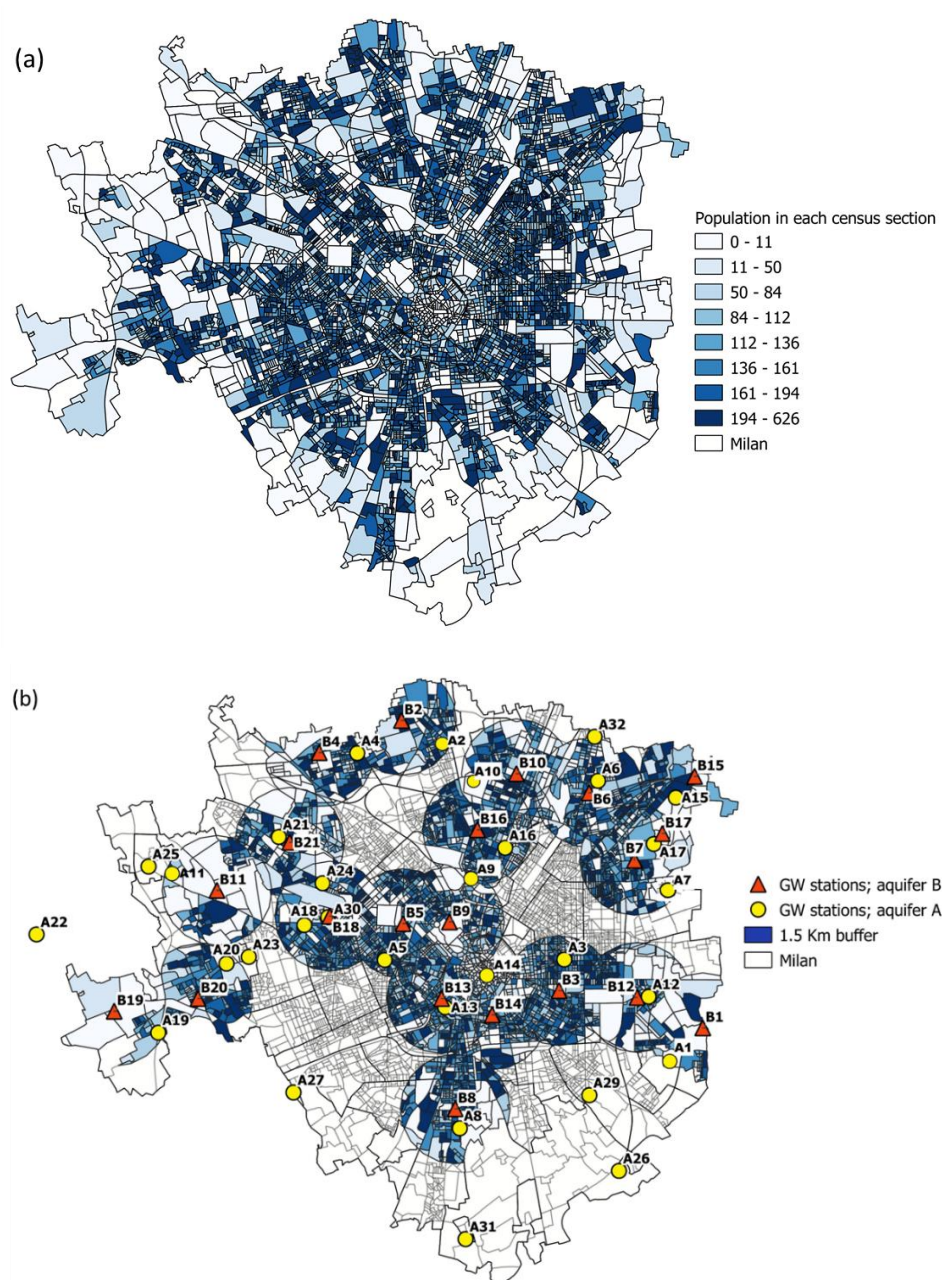 (a)
Population in each census section
0 - 11
11 - 50
50 - 84
84 - 112
112 - 136
136 - 161
161 - 194
194 - 626
Milan
(b)
B2
A32
B4
A4
A2
A10
B10
A6
B15
B6
A15
A21
B16
B17
B21
A16
B7
A17
A25
A11
A24
A9
A7
B11
A18
A30
B18
B5
B9
A22
GW stations; aquifer B
GW stations; aquifer A
1.5 Km buffer
Milan
A20
A23
A5
A3
A14
B19
B20
B13
B3
B12
A12
A19
A13
B14
B1
A1
A27
B8
A29
A8
A26
A31